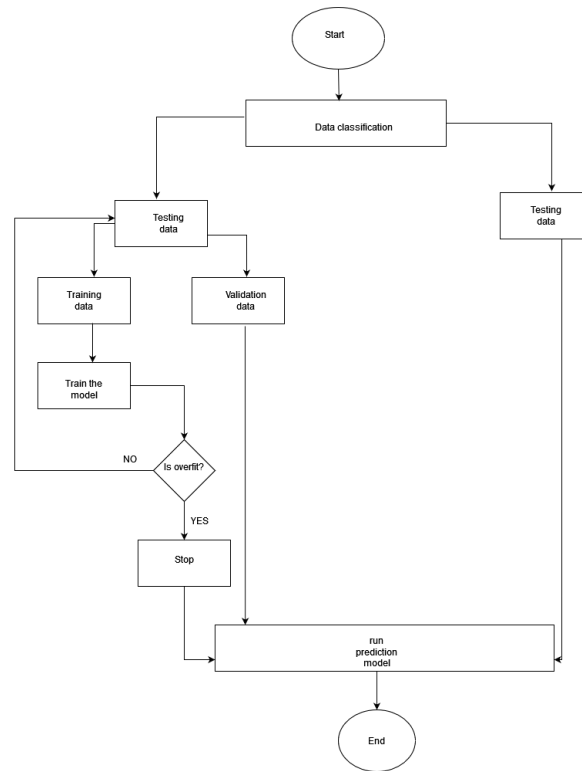 Start
Data classification
Testing
data
Testing
data
Training
data
Validation
data
Train the
model
NO
Is overfit?
YES
Stop
run
prediction
model
End